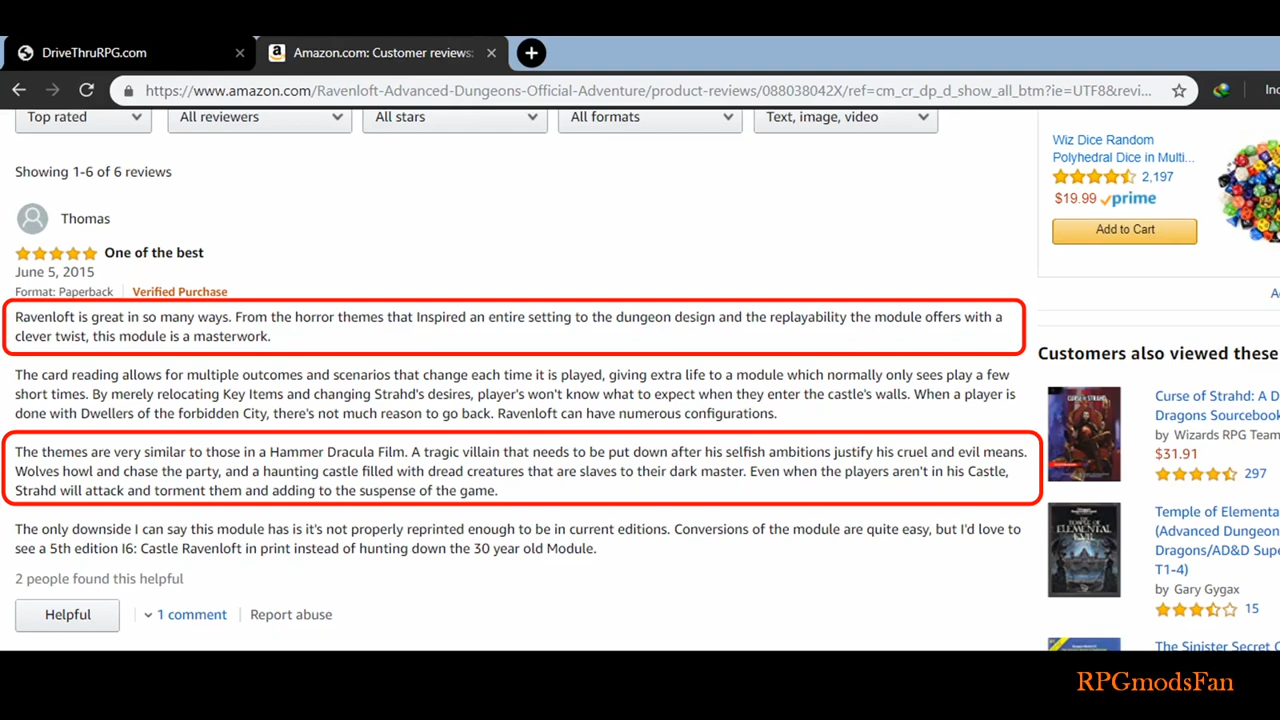 DriveThruRPG.com
Amazon.com: Customer reviews:
https://www.amazon.com/Ravenloft-Advanced-Dungeons-Official-Adventure/product-reviews/088038042X/ref=cm_cr_dp_d_show_all_btm?ie=UTF8&revi...
Top rated All reviewers All stars All formats Text, image, video
Showing 1-6 of 6 reviews
Thomas
One of the best
June 5, 2015
Format: Paperback Verified Purchase
Ravenloft is great in so many ways. From the horror themes that Inspired an entire setting to the dungeon design and the replayability the module offers with a
clever twist, this module is a masterwork.
The card reading allows for multiple outcomes and scenarios that change each time it is played, giving extra life to a module which normally only sees play a few
short times. By merely relocating Key Items and changing Strahd's desires, player's won't know what to expect when they enter the castle's walls. When a player is
done with Dwellers of the forbidden City, there's not much reason to go back. Ravenloft can have numerous configurations.
The themes are very similar to those in a Hammer Dracula Film. A tragic villain that needs to be put down after his selfish ambitions justify his cruel and evil means.
Wolves howl and chase the party, and a haunting castle filled with dread creatures that are slaves to their dark master. Even when the players aren't in his Castle,
Strahd will attack and torment them and adding to the suspense of the game.
The only downside I can say this module has is it's not properly reprinted enough to be in current editions. Conversions of the module are quite easy, but I'd love to
see a 5th edition I6: Castle Ravenloft in print instead of hunting down the 30 year old Module.
2 people found this helpful
Helpful 1 comment Report abuse
Wiz Dice Random
Polyhedral Dice in Multi...
2,197
$19.99 prime
Add to Cart
Customers also viewed these
CURSE OF STRAHD
Curse of Strahd: A D
Dragons Sourcebook
by Wizards RPG Team
$31.91
297
THE TEMPLE OF
ELEMENTAL
EVIL
Temple of Elementa
(Advanced Dungeon
Dragons/AD&D Supe
T1-4)
by Gary Gygax
15
The Sinister Secret O
RPGmodsFan